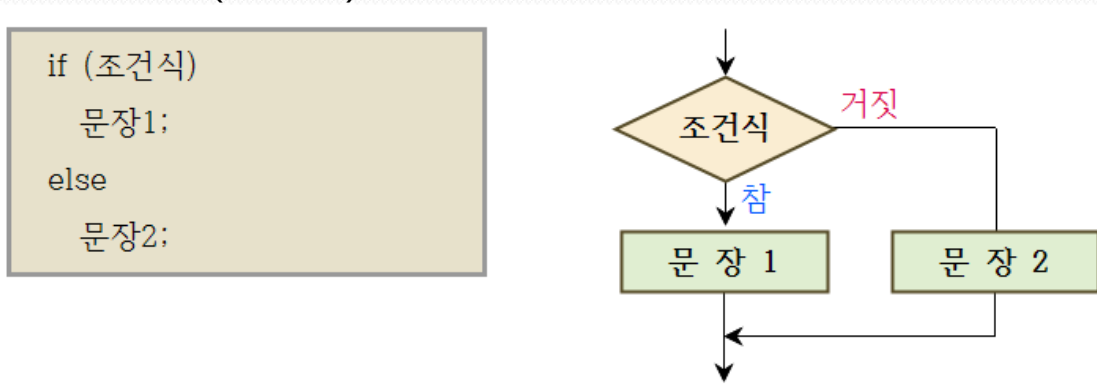 if (조건식)
문장1;
else
문장2;
조건식
거짓
참
문 장 1
문 장 2